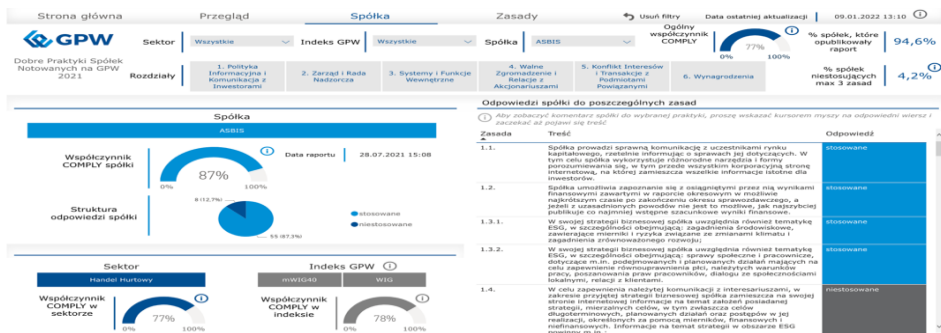 Strona główna Przegląd Spółka Zasady Usuń filtry Data ostatniej aktualizacji 09.01.2022 13:10
GPW
Dobre Praktyki Spółek
Notowanych na GPW
2021
Sektor Wszystkie Indeks GPW Wszystkie Spółka ASBIS
Ogólny
współczynnik
COMPLY
77%
0% 100%
% spółek, które
opublikowały
raport
94,6%
Rozdziały
1. Polityka
Informacyjna i
Komunikacja z
Inwestorami
2. Zarząd i Rada
Nadzorcza
3. Systemy i Funkcje
Wewnętrzne
4. Walne
Zgromadzenie i
Relacje z
Akcjonariuszami
5. Konflikt Interesów
i Transakcje z
Podmiotami
Powiązanymi
6. Wynagrodzenia
% spółek
niestosujących
max 3 zasad
4,2%
Spółka
ASBIS
Współczynnik
COMPLY spółki
87%
0% 100%
Data raportu 28.07.2021 15:08
Struktura
odpowiedzi spółki
8 (12,7%)
55 (87,3%)
stosowane
niestosowane
Sektor
Handel Hurtowy
Współczynnik
COMPLY w
sektorze
77%
0% 100%
Indeks GPW
mWIG40 WIG
Współczynnik
COMPLY w
indeksie
78%
0% 100%
Odpowiedzi spółki do poszczególnych zasad
Aby zobaczyć komentarz spółki do wybranej praktyki, proszę wskazać kursorem myszy na odpowiedni wiersz i
zaczekać aż pojawi się treść
Zasada Treść Odpowiedź
1.1. Spółka prowadzi sprawną komunikację z uczestnikami rynku stosowane
kapitałowego, rzetelnie informując o sprawach jej dotyczących. W
tym celu spółka wykorzystuje różnorodne narzędzia i formy
porozumiewania się, w tym przede wszystkim korporacyjną stronę
internetową, na której zamieszcza wszelkie informacje istotne dla
inwestorów.
1.2. Spółka umożliwia zapoznanie się z osiągniętymi przez nią wynikami stosowane
finansowymi zawartymi w raporcie okresowym w możliwie
najkrótszym czasie po zakończeniu okresu sprawozdawczego, a
jeżeli z uzasadnionych powodów nie jest to możliwe, jak najszybciej
publikuje co najmniej wstępne szacunkowe wyniki finansowe.
1.3.1. W swojej strategii biznesowej spółka uwzględnia również tematykę stosowane
ESG, w szczególności obejmującą: zagadnienia środowiskowe,
zawierające mierniki i ryzyka związane ze zmianami klimatu i
zagadnienia zrównoważonego rozwoju;
1.3.2. W swojej strategii biznesowej spółka uwzględnia również tematykę stosowane
ESG, w szczególności obejmującą: sprawy społeczne i pracownicze,
dotyczące m.in. podejmowanych i planowanych działań mających na
celu zapewnienie równouprawnienia płci, należytych warunków
pracy, poszanowania praw pracowników, dialogu ze społecznościami
lokalnymi, relacji z klientami.
1.4. W celu zapewnienia należytej komunikacji z interesariuszami, w niestosowane
zakresie przyjętej strategii biznesowej spółka zamieszcza na swojej
stronie internetowej informacje na temat założeń posiadanej
strategii, mierzalnych celów, w tym zwłaszcza celów
długoterminowych, planowanych działań oraz postępów w jej
realizacji, określonych za pomocą mierników, finansowych i
niefinansowych. Informacje na temat strategii w obszarze ESG